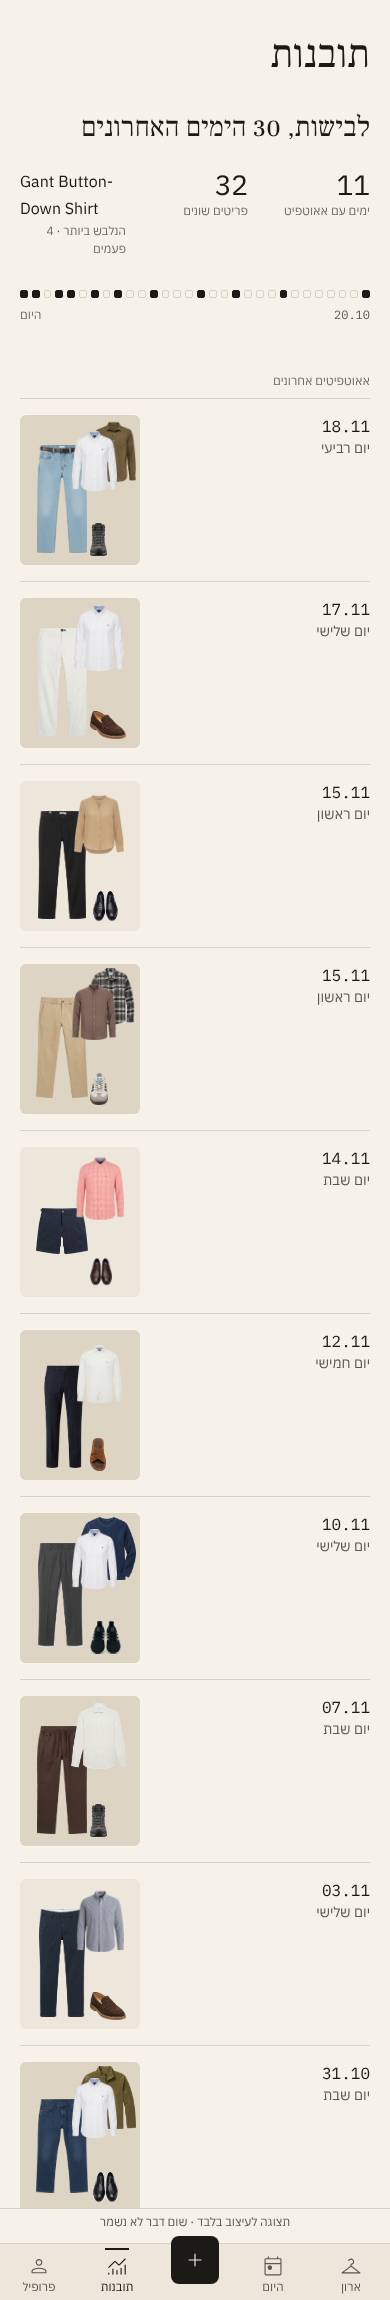 תובנות
לבישות, 30 הימים האחרונים
11
ימים עם אאוטפיט
32
פריטים שונים
Gant Button-
Down Shirt
הנלבש ביותר · 4
פעמים
20.10
היום
אאוטפיטים אחרונים
18.11
יום רביעי
17.11
יום שלישי
15.11
יום ראשון
15.11
יום ראשון
14.11
יום שבת
12.11
יום חמישי
10.11
יום שלישי
07.11
יום שבת
03.11
יום שלישי
31.10
יום שבת
תצוגה לעיצוב בלבד · שום דבר לא נשמר
ארון
היום
תובנות
פרופיל